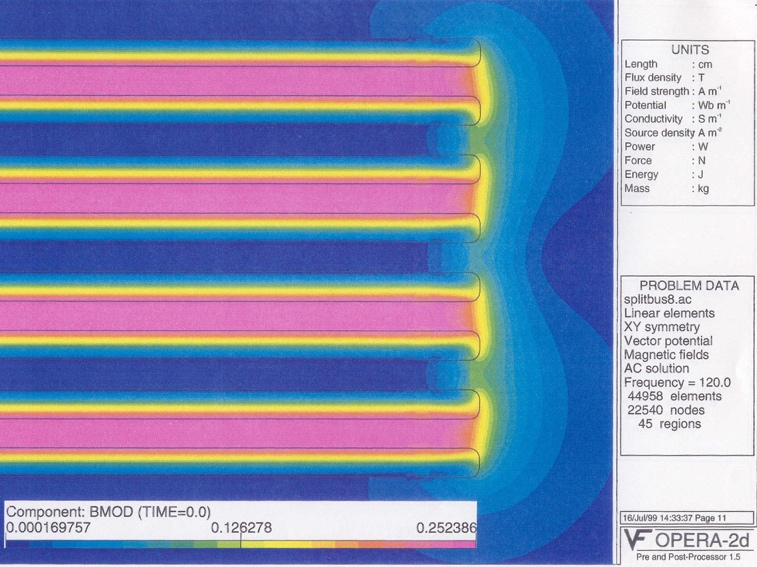 UNITS
Length : cm
Flux density : T
Field strength : A m⁻¹
Potential : Wb m⁻¹
Conductivity : S m⁻¹
Source density A m⁻²
Power : W
Force : N
Energy : J
Mass : kg
PROBLEM DATA
splitbus8.ac
Linear elements
XY symmetry
Vector potential
Magnetic fields
AC solution
Frequency = 120.0
44958 elements
22540 nodes
45 regions
Component: BMOD (TIME=0.0)
0.000169757 0.126278 0.252386
16/Jul/99 14:33:37 Page 11
VF OPERA-2d
Pre and Post-Processor 1.5